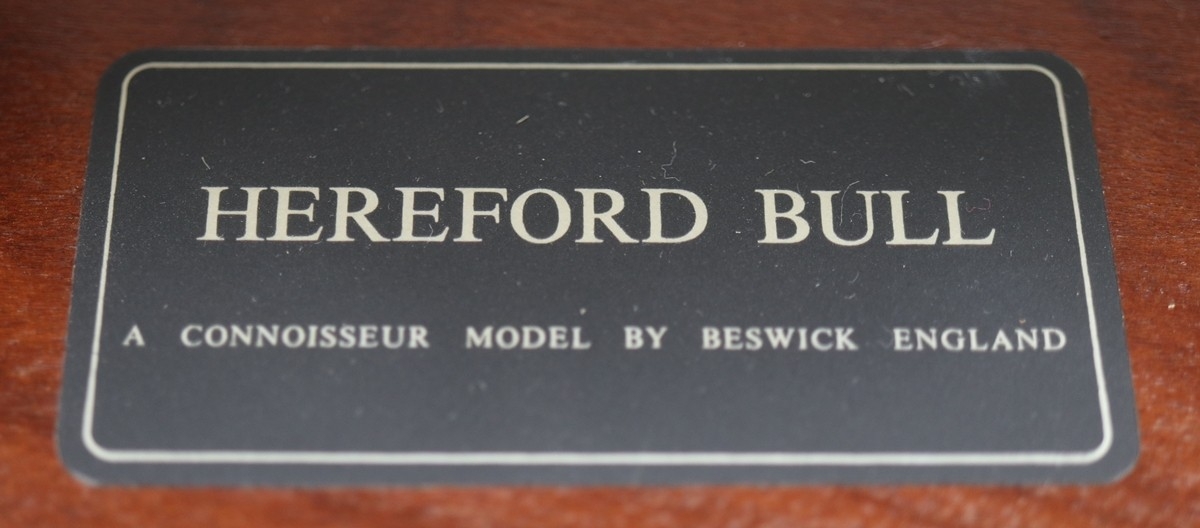 HEREFORD BULL
A CONNOISSEUR MODEL BY BESWICK ENGLAND